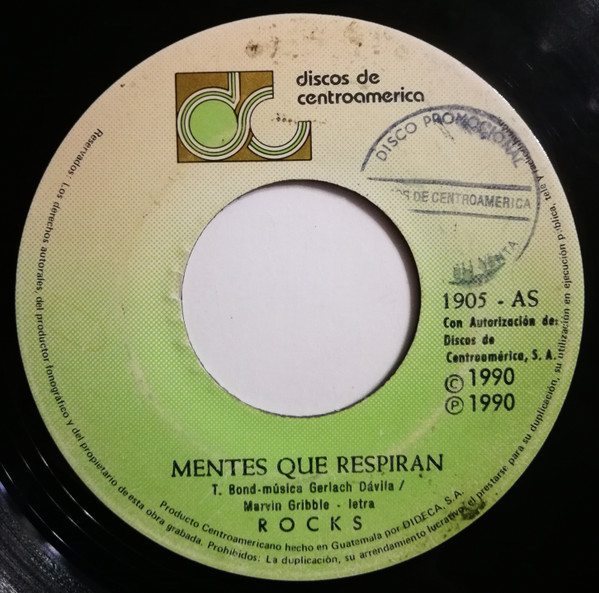 dc
discos de
centroamerica
DISCO PROMOCIONAL
OS DE CENTROAMERICA
VENTA
1905 - AS
Con Autorización de:
Discos de
Centroamérica, S. A.
© 1990
℗ 1990
MENTES QUE RESPIRAN
T. Bond-música Gerlach Dávila /
Marvin Gribble - letra
ROCKS
Reservados: Los derechos autorales, del productor fonográfico y del propietario de esta obra grabada. Prohibidos: La duplicación, su arrendamiento lucrativo, el prestarse para su duplicación, su utilización en ejecución pública, tele y
Producto Centroamericano hecho en Guatemala por DIDECA, S.A.